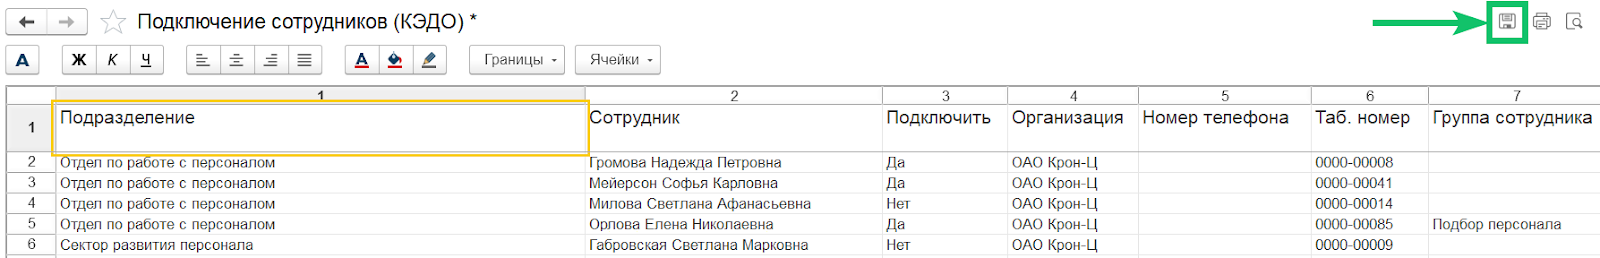 Подключение сотрудников (КЭДО) *
А Ж К Ч А Границы Ячейки
1 2 3 4 5 6 7
1 Подразделение Сотрудник Подключить Организация Номер телефона Таб. номер Группа сотрудника
2 Отдел по работе с персоналом Громова Надежда Петровна Да ОАО Крон-Ц 0000-00008
3 Отдел по работе с персоналом Мейерсон Софья Карловна Да ОАО Крон-Ц 0000-00041
4 Отдел по работе с персоналом Милова Светлана Афанасьевна Нет ОАО Крон-Ц 0000-00014
5 Отдел по работе с персоналом Орлова Елена Николаевна Да ОАО Крон-Ц 0000-00085 Подбор персонала
6 Сектор развития персонала Габровская Светлана Марковна Нет ОАО Крон-Ц 0000-00009